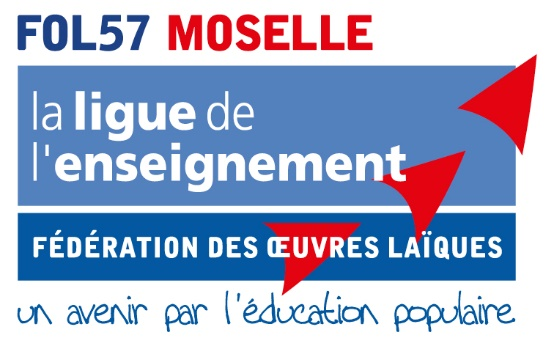 FOL57 MOSELLE
la ligue de
l'enseignement
FÉDÉRATION DES ŒUVRES LAÏQUES
un avenir par l'éducation populaire